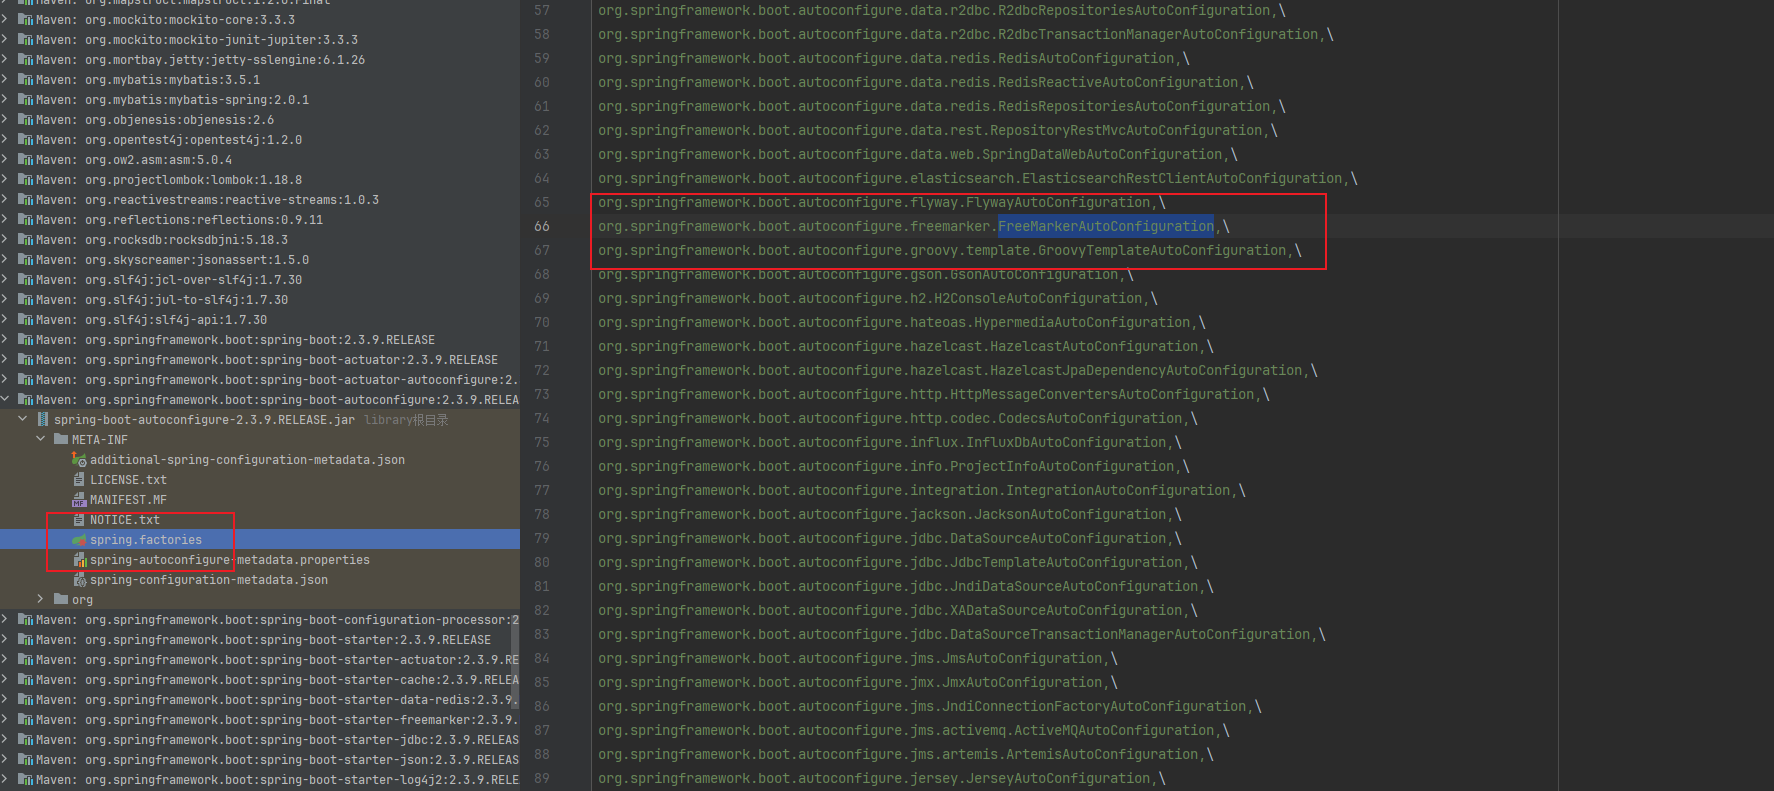 Maven: org.mapstruct:mapstruct:1.2.0.Final
Maven: org.mockito:mockito-core:3.3.3
Maven: org.mockito:mockito-junit-jupiter:3.3.3
Maven: org.mortbay.jetty:jetty-sslengine:6.1.26
Maven: org.mybatis:mybatis:3.5.1
Maven: org.mybatis:mybatis-spring:2.0.1
Maven: org.objenesis:objenesis:2.6
Maven: org.opentest4j:opentest4j:1.2.0
Maven: org.ow2.asm:asm:5.0.4
Maven: org.projectlombok:lombok:1.18.8
Maven: org.reactivestreams:reactive-streams:1.0.3
Maven: org.reflections:reflections:0.9.11
Maven: org.rocksdb:rocksdbjni:5.18.3
Maven: org.skyscreamer:jsonassert:1.5.0
Maven: org.slf4j:jcl-over-slf4j:1.7.30
Maven: org.slf4j:jul-to-slf4j:1.7.30
Maven: org.slf4j:slf4j-api:1.7.30
Maven: org.springframework.boot:spring-boot:2.3.9.RELEASE
Maven: org.springframework.boot:spring-boot-actuator:2.3.9.RELEASE
Maven: org.springframework.boot:spring-boot-actuator-autoconfigure:2.
Maven: org.springframework.boot:spring-boot-autoconfigure:2.3.9.RELEA
spring-boot-autoconfigure-2.3.9.RELEASE.jar library根目录
META-INF
additional-spring-configuration-metadata.json
LICENSE.txt
MANIFEST.MF
NOTICE.txt
spring.factories
spring-autoconfigure-metadata.properties
spring-configuration-metadata.json
org
Maven: org.springframework.boot:spring-boot-configuration-processor:2
Maven: org.springframework.boot:spring-boot-starter:2.3.9.RELEASE
Maven: org.springframework.boot:spring-boot-starter-actuator:2.3.9.RE
Maven: org.springframework.boot:spring-boot-starter-cache:2.3.9.RELEA
Maven: org.springframework.boot:spring-boot-starter-data-redis:2.3.9.
Maven: org.springframework.boot:spring-boot-starter-freemarker:2.3.9.
Maven: org.springframework.boot:spring-boot-starter-jdbc:2.3.9.RELEAS
Maven: org.springframework.boot:spring-boot-starter-json:2.3.9.RELEAS
Maven: org.springframework.boot:spring-boot-starter-log4j2:2.3.9.RELE
57 org.springframework.boot.autoconfigure.data.r2dbc.R2dbcRepositoriesAutoConfiguration,\
58 org.springframework.boot.autoconfigure.data.r2dbc.R2dbcTransactionManagerAutoConfiguration,\
59 org.springframework.boot.autoconfigure.data.redis.RedisAutoConfiguration,\
60 org.springframework.boot.autoconfigure.data.redis.RedisReactiveAutoConfiguration,\
61 org.springframework.boot.autoconfigure.data.redis.RedisRepositoriesAutoConfiguration,\
62 org.springframework.boot.autoconfigure.data.rest.RepositoryRestMvcAutoConfiguration,\
63 org.springframework.boot.autoconfigure.data.web.SpringDataWebAutoConfiguration,\
64 org.springframework.boot.autoconfigure.elasticsearch.ElasticsearchRestClientAutoConfiguration,\
65 org.springframework.boot.autoconfigure.flyway.FlywayAutoConfiguration,\
66 org.springframework.boot.autoconfigure.freemarker.FreeMarkerAutoConfiguration,\
67 org.springframework.boot.autoconfigure.groovy.template.GroovyTemplateAutoConfiguration,\
68 org.springframework.boot.autoconfigure.gson.GsonAutoConfiguration,\
69 org.springframework.boot.autoconfigure.h2.H2ConsoleAutoConfiguration,\
70 org.springframework.boot.autoconfigure.hateoas.HypermediaAutoConfiguration,\
71 org.springframework.boot.autoconfigure.hazelcast.HazelcastAutoConfiguration,\
72 org.springframework.boot.autoconfigure.hazelcast.HazelcastJpaDependencyAutoConfiguration,\
73 org.springframework.boot.autoconfigure.http.HttpMessageConvertersAutoConfiguration,\
74 org.springframework.boot.autoconfigure.http.codec.CodecsAutoConfiguration,\
75 org.springframework.boot.autoconfigure.influx.InfluxDbAutoConfiguration,\
76 org.springframework.boot.autoconfigure.info.ProjectInfoAutoConfiguration,\
77 org.springframework.boot.autoconfigure.integration.IntegrationAutoConfiguration,\
78 org.springframework.boot.autoconfigure.jackson.JacksonAutoConfiguration,\
79 org.springframework.boot.autoconfigure.jdbc.DataSourceAutoConfiguration,\
80 org.springframework.boot.autoconfigure.jdbc.JdbcTemplateAutoConfiguration,\
81 org.springframework.boot.autoconfigure.jdbc.JndiDataSourceAutoConfiguration,\
82 org.springframework.boot.autoconfigure.jdbc.XADataSourceAutoConfiguration,\
83 org.springframework.boot.autoconfigure.jdbc.DataSourceTransactionManagerAutoConfiguration,\
84 org.springframework.boot.autoconfigure.jms.JmsAutoConfiguration,\
85 org.springframework.boot.autoconfigure.jmx.JmxAutoConfiguration,\
86 org.springframework.boot.autoconfigure.jms.JndiConnectionFactoryAutoConfiguration,\
87 org.springframework.boot.autoconfigure.jms.activemq.ActiveMQAutoConfiguration,\
88 org.springframework.boot.autoconfigure.jms.artemis.ArtemisAutoConfiguration,\
89 org.springframework.boot.autoconfigure.jersey.JerseyAutoConfiguration,\